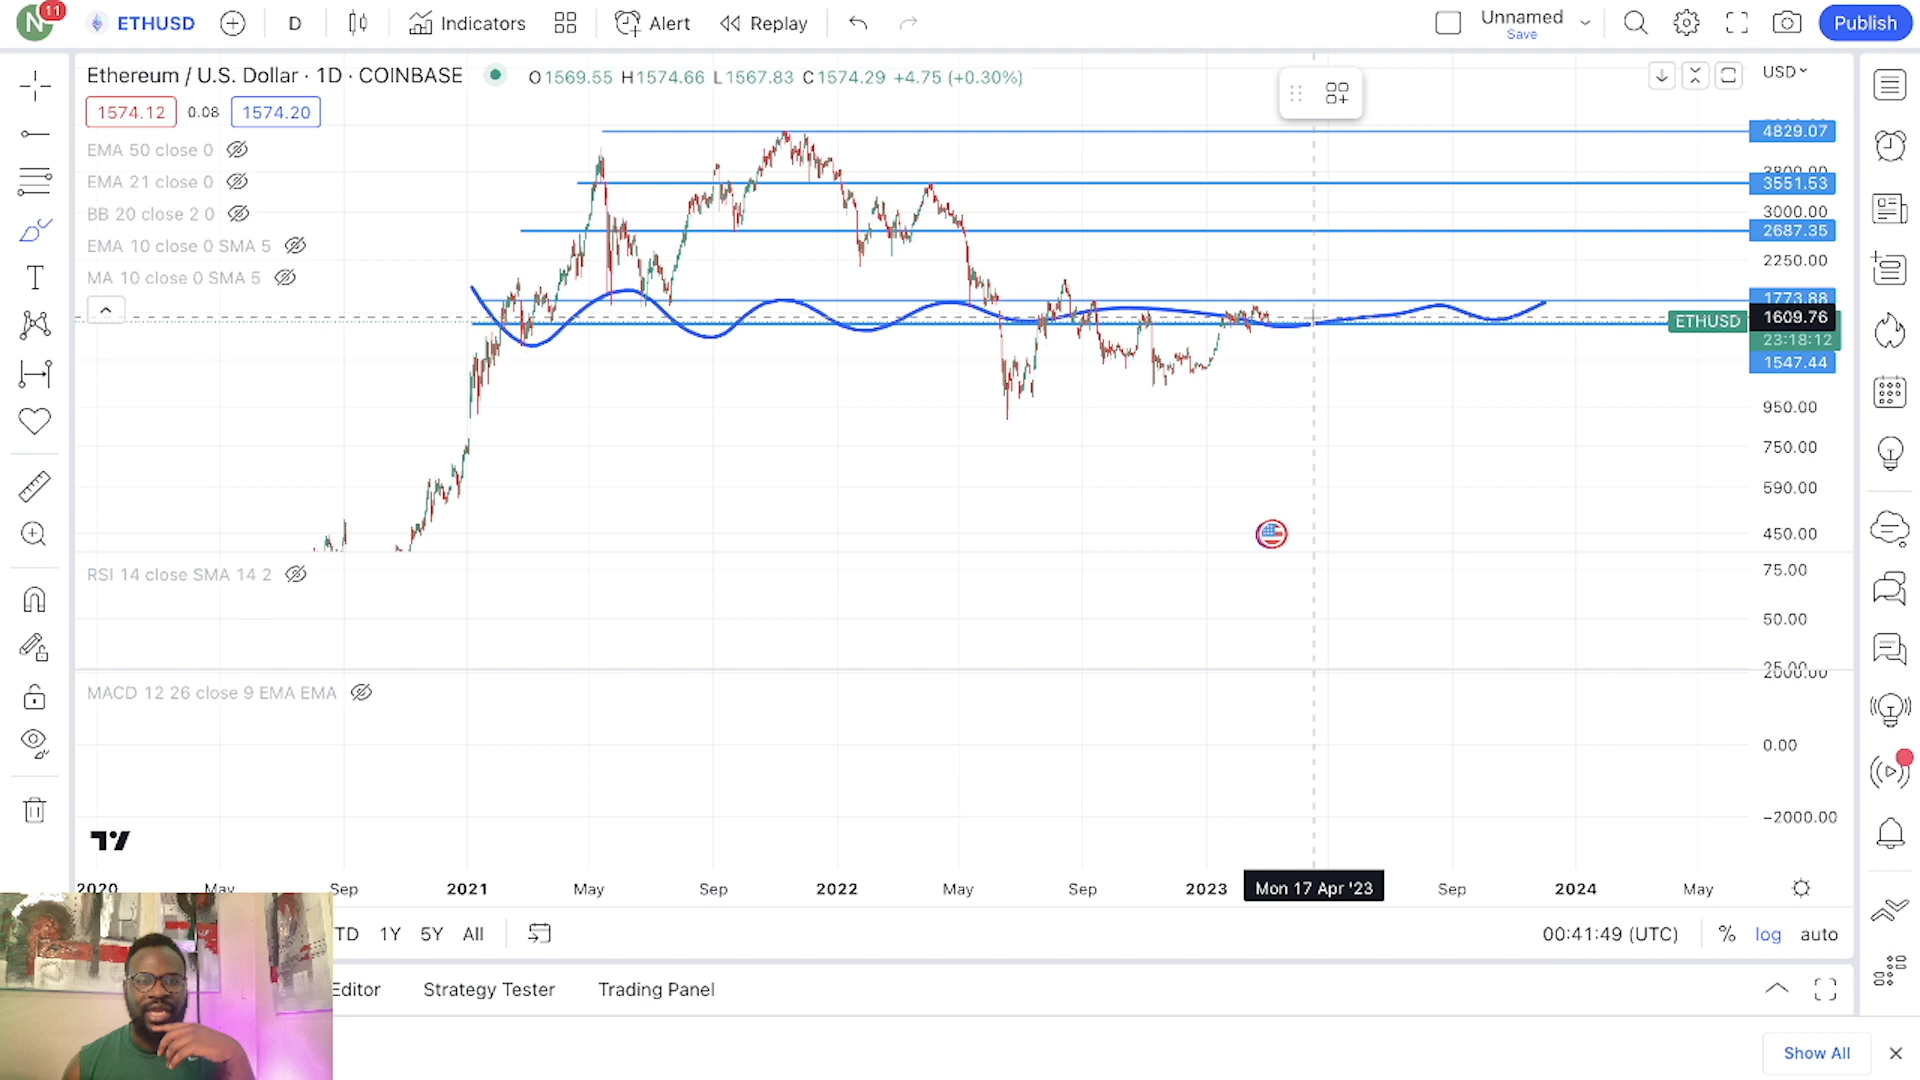 N 11 ETHUSD D Indicators Alert Replay Unnamed Save Publish
Ethereum / U.S. Dollar · 1D · COINBASE O1569.55 H1574.66 L1567.83 C1574.29 +4.75 (+0.30%) USD
1574.12 0.08 1574.20
EMA 50 close 0
EMA 21 close 0
BB 20 close 2 0
EMA 10 close 0 SMA 5
MA 10 close 0 SMA 5
4829.07
3800.00
3551.53
3000.00
2687.35
2250.00
1773.88
ETHUSD 1609.76
23:18:12
1547.44
950.00
750.00
590.00
450.00
RSI 14 close SMA 14 2
75.00
50.00
25.00
2000.00
MACD 12 26 close 9 EMA EMA
0.00
−2000.00
2020 May Sep 2021 May Sep 2022 May Sep 2023 Mon 17 Apr '23 Sep 2024 May
TD 1Y 5Y All 00:41:49 (UTC) % log auto
Editor Strategy Tester Trading Panel
Show All